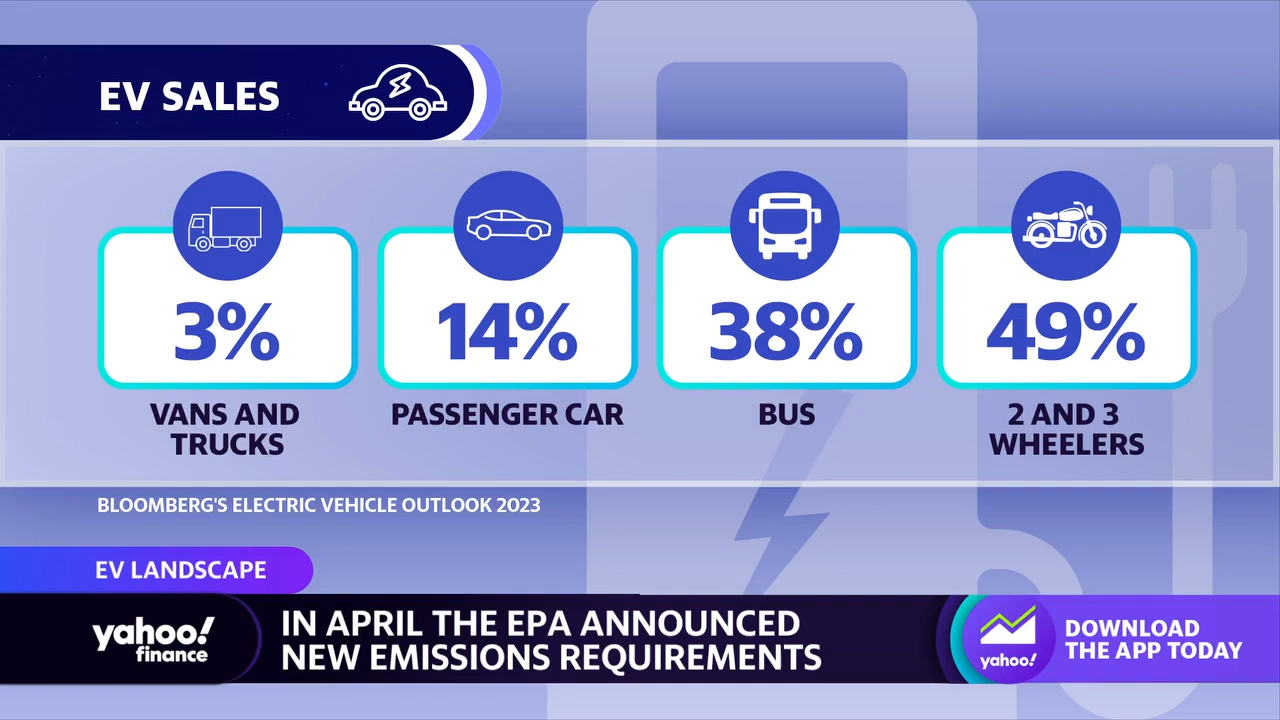 EV SALES
3%
14%
38%
49%
VANS AND
TRUCKS
PASSENGER CAR
BUS
2 AND 3
WHEELERS
BLOOMBERG'S ELECTRIC VEHICLE OUTLOOK 2023
EV LANDSCAPE
yahoo!
finance
IN APRIL THE EPA ANNOUNCED
NEW EMISSIONS REQUIREMENTS
yahoo!
DOWNLOAD
THE APP TODAY